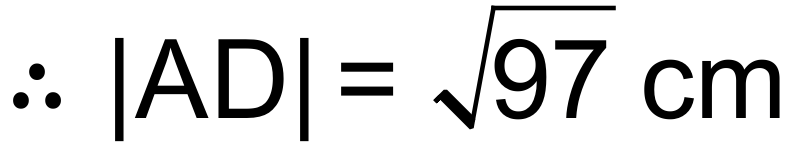 ∴ |AD| = √97 cm